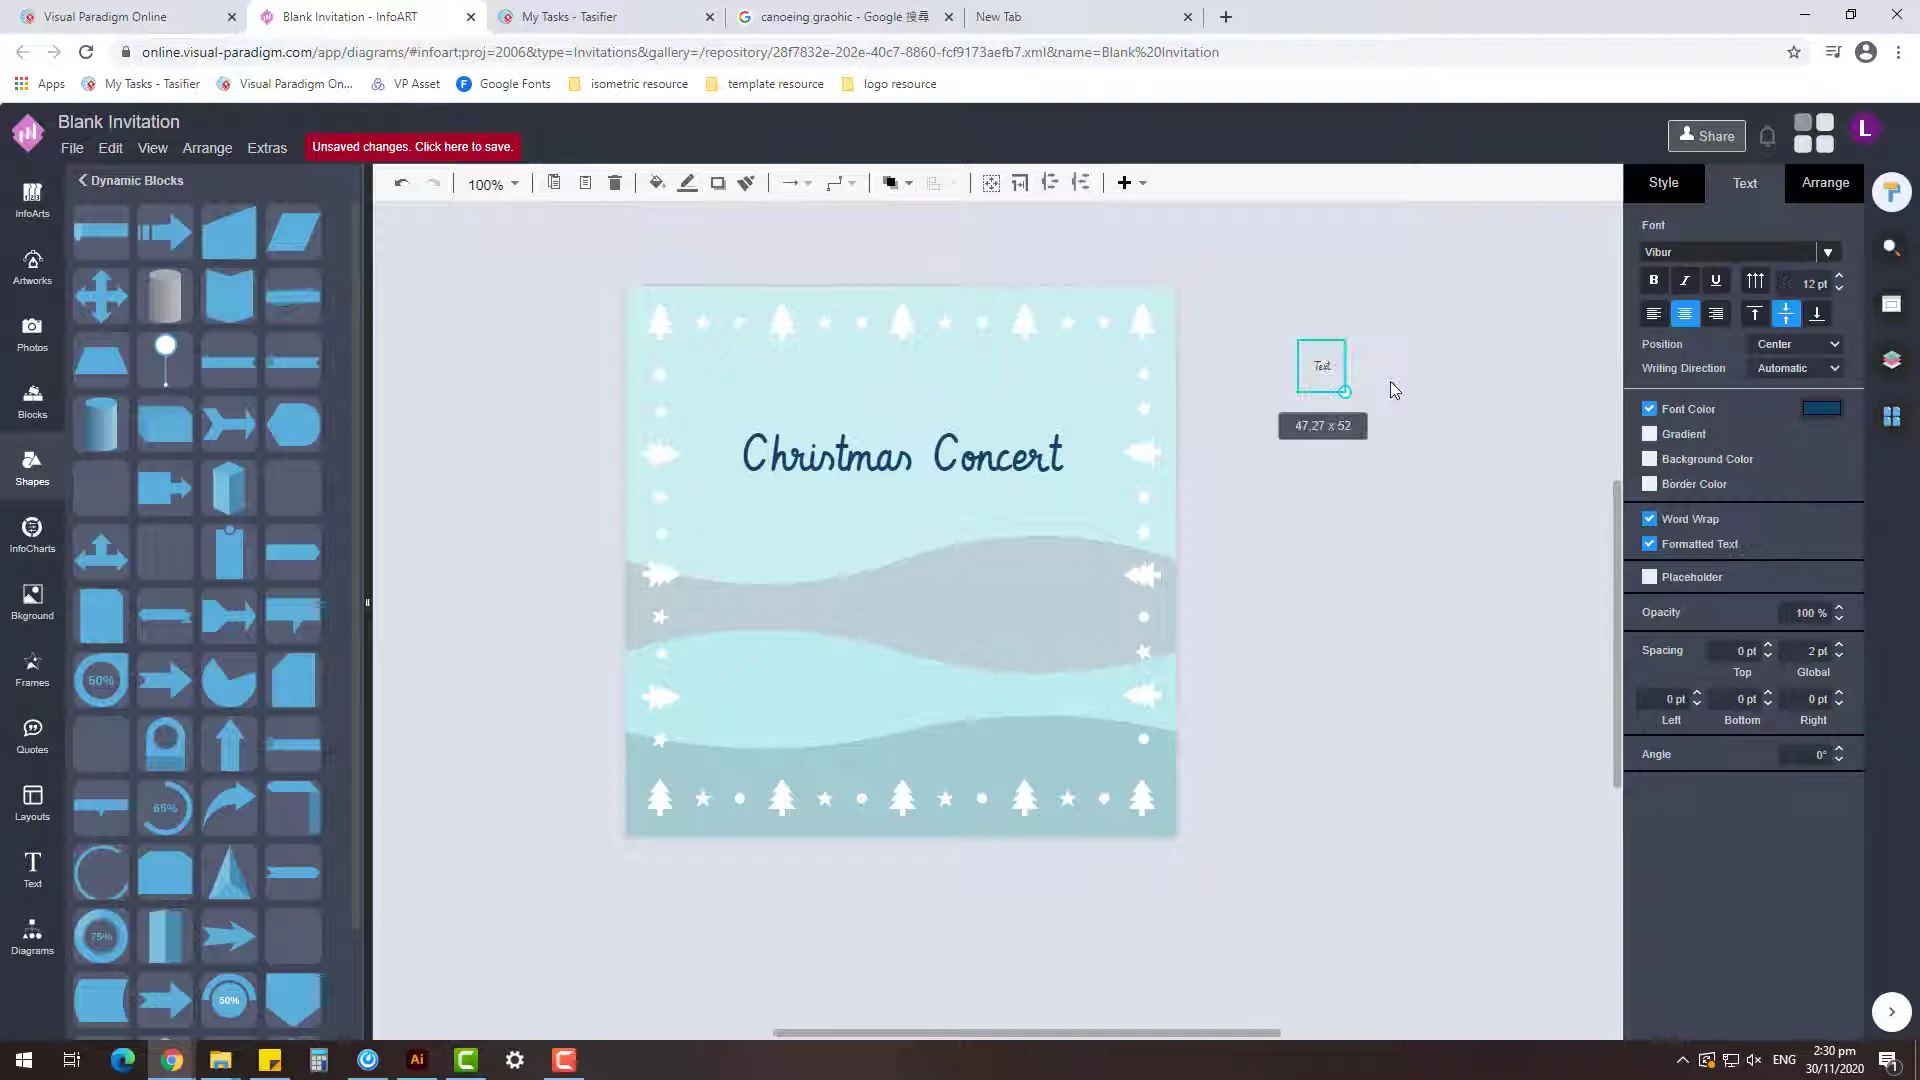 Visual Paradigm Online
Blank Invitation - InfoART
My Tasks - Tasifier
canoeing graohic - Google 搜尋
New Tab
online.visual-paradigm.com/app/diagrams/#infoart:proj=2006&type=Invitations&gallery=/repository/28f7832e-202e-40c7-8860-fcf9173aefb7.xml&name=Blank%20Invitation
Apps
My Tasks - Tasifier
Visual Paradigm On...
VP Asset
Google Fonts
isometric resource
template resource
logo resource
Blank Invitation
File
Edit
View
Arrange
Extras
Unsaved changes. Click here to save.
Share
L
Dynamic Blocks
100%
Style
Text
Arrange
InfoArts
Artworks
Photos
Blocks
Shapes
InfoCharts
Bkground
Frames
Quotes
Layouts
Text
Diagrams
50%
65%
75%
50%
Christmas Concert
Text
47.27 x 52
Font
Vibur
B I U
12 pt
Position
Center
Writing Direction
Automatic
Font Color
Gradient
Background Color
Border Color
Word Wrap
Formatted Text
Placeholder
Opacity
100 %
Spacing
0 pt
2 pt
Top
Global
0 pt
0 pt
0 pt
Left
Bottom
Right
Angle
0°
Ai
ENG
2:30 pm
30/11/2020
1